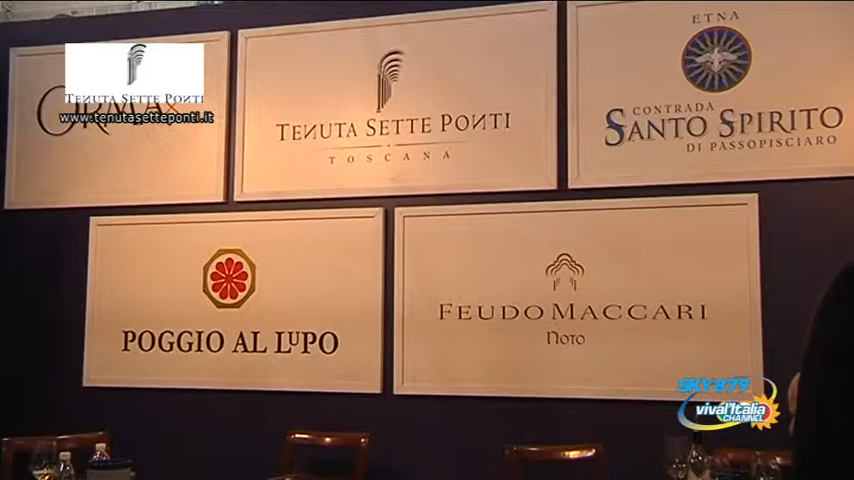 ORMA
TENUTA SETTE PONTI
www.tenutasetteponti.it
TENUTA SETTE PONTI
TOSCANA
ETNA
CONTRADA
SANTO SPIRITO
DI PASSOPISCIARO
POGGIO AL LUPO
FEUDO MACCARI
NOTO
SKY 879
viva l'Italia
CHANNEL